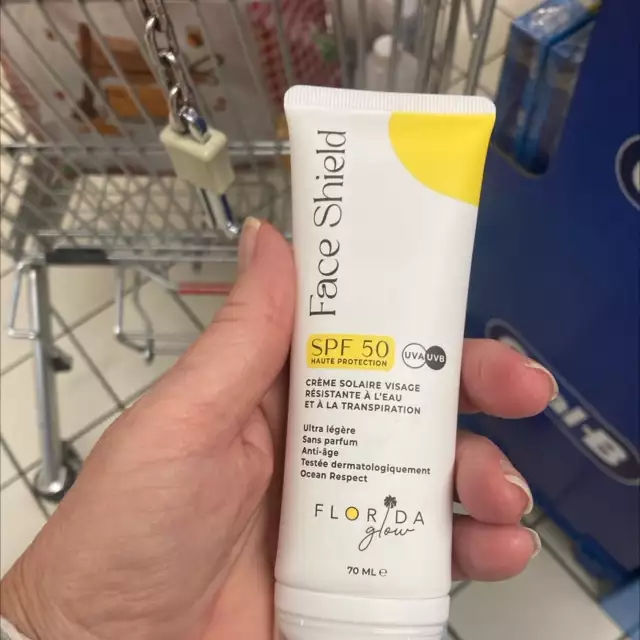 Face Shield
SPF 50
HAUTE PROTECTION
UVA UVB
CRÈME SOLAIRE VISAGE
RÉSISTANTE À L'EAU
ET À LA TRANSPIRATION
Ultra légère
Sans parfum
Anti-âge
Testée dermatologiquement
Ocean Respect
FLORIDA
glow
70 ML e
al-B